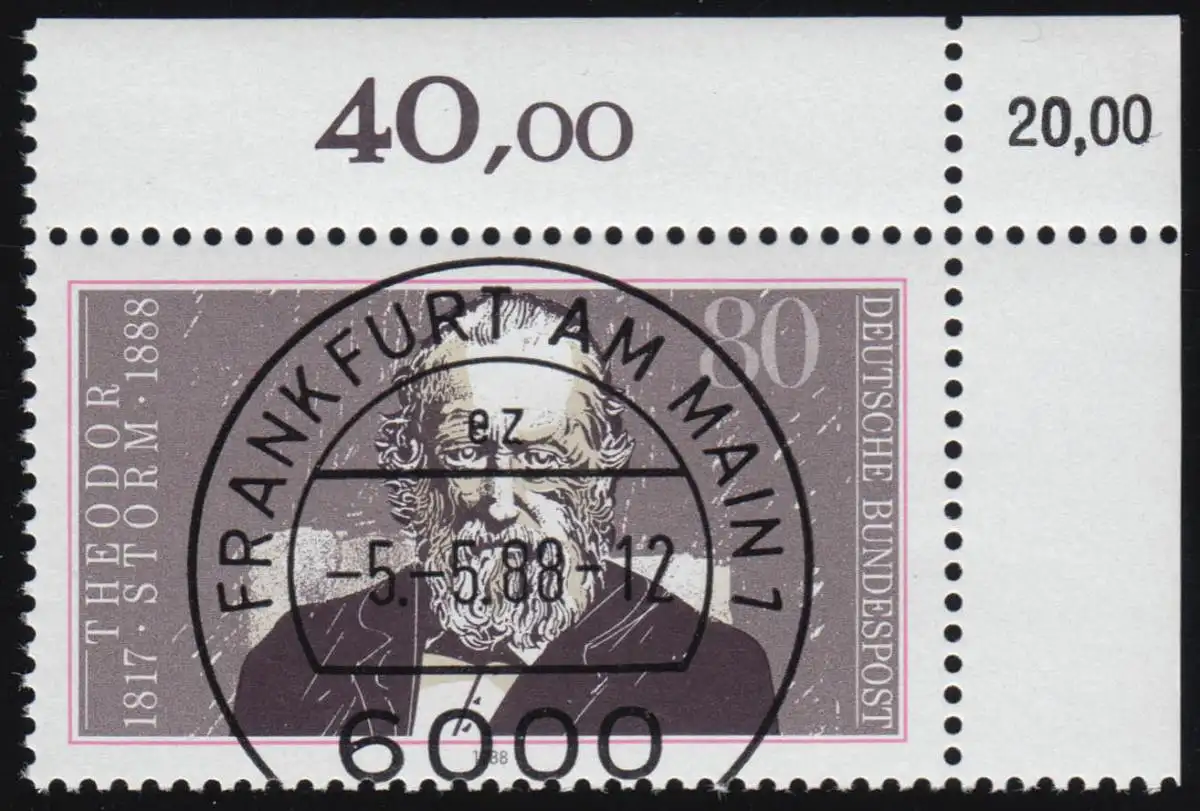 40,00
20,00
THEODOR
1817 · STORM · 1888
80
DEUTSCHE BUNDESPOST
FRANKFURT AM MAIN 7
ez
-5.-5.88-12
6000
1988